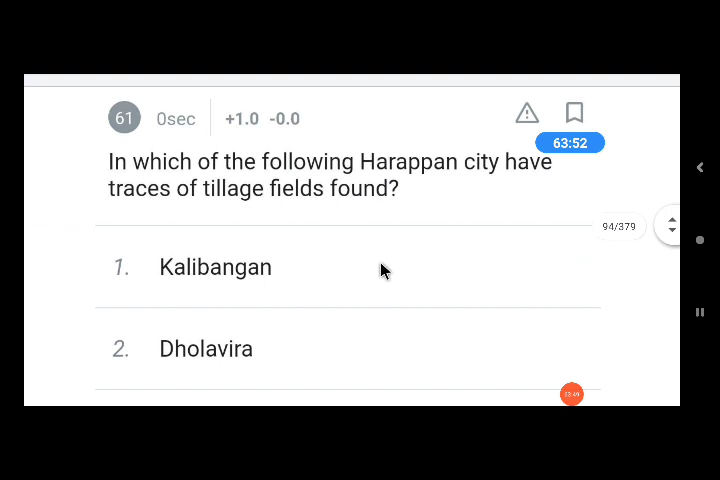 61 0sec +1.0 -0.0
63:52
In which of the following Harappan city have
traces of tillage fields found?
94/379
1. Kalibangan
2. Dholavira